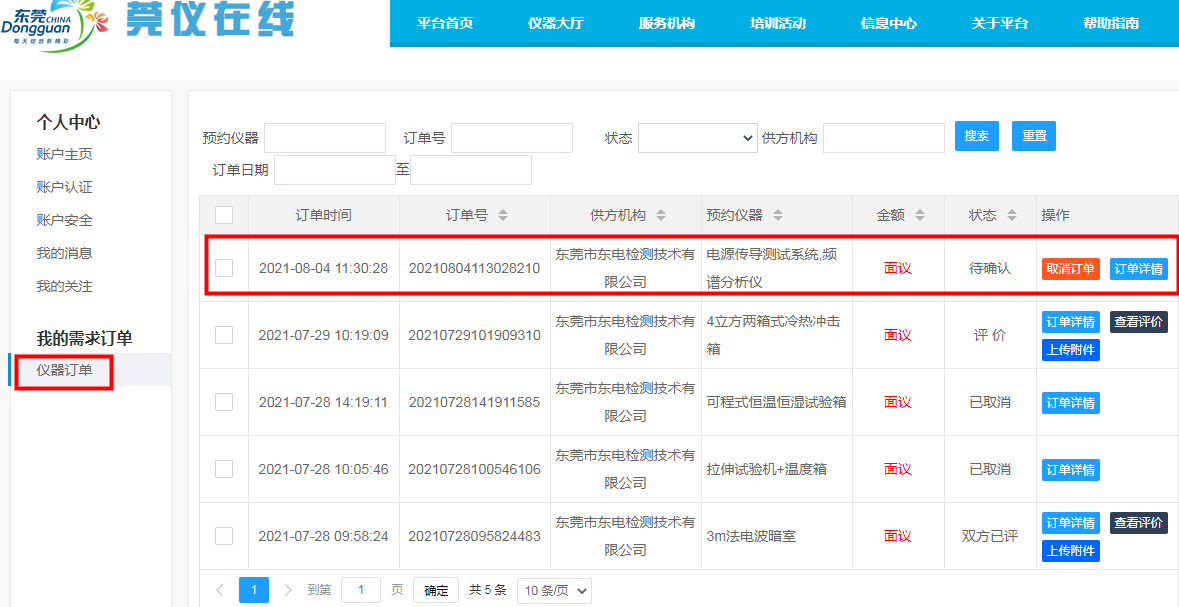 东莞CHINA
Dongguan
每天绽放新精彩
莞仪在线
平台首页 仪器大厅 服务机构 培训活动 信息中心 关于平台 帮助指南
个人中心
账户主页
账户认证
账户安全
我的消息
我的关注
我的需求订单
仪器订单
预约仪器 订单号 状态 供方机构 搜索 重置
订单日期 至
订单时间 订单号 供方机构 预约仪器 金额 状态 操作
2021-08-04 11:30:28 20210804113028210 东莞市东电检测技术有 电源传导测试系统,频 面议 待确认 取消订单 订单详情
限公司 谱分析仪
2021-07-29 10:19:09 20210729101909310 东莞市东电检测技术有 4立方两箱式冷热冲击 面议 评 价 订单详情 查看评价
限公司 箱 上传附件
2021-07-28 14:19:11 20210728141911585 东莞市东电检测技术有 可程式恒温恒湿试验箱 面议 已取消 订单详情
限公司
2021-07-28 10:05:46 20210728100546106 东莞市东电检测技术有 拉伸试验机+温度箱 面议 已取消 订单详情
限公司
2021-07-28 09:58:24 20210728095824483 东莞市东电检测技术有 3m法电波暗室 面议 双方已评 订单详情 查看评价
限公司 上传附件
1 到第 1 页 确定 共 5 条 10 条/页